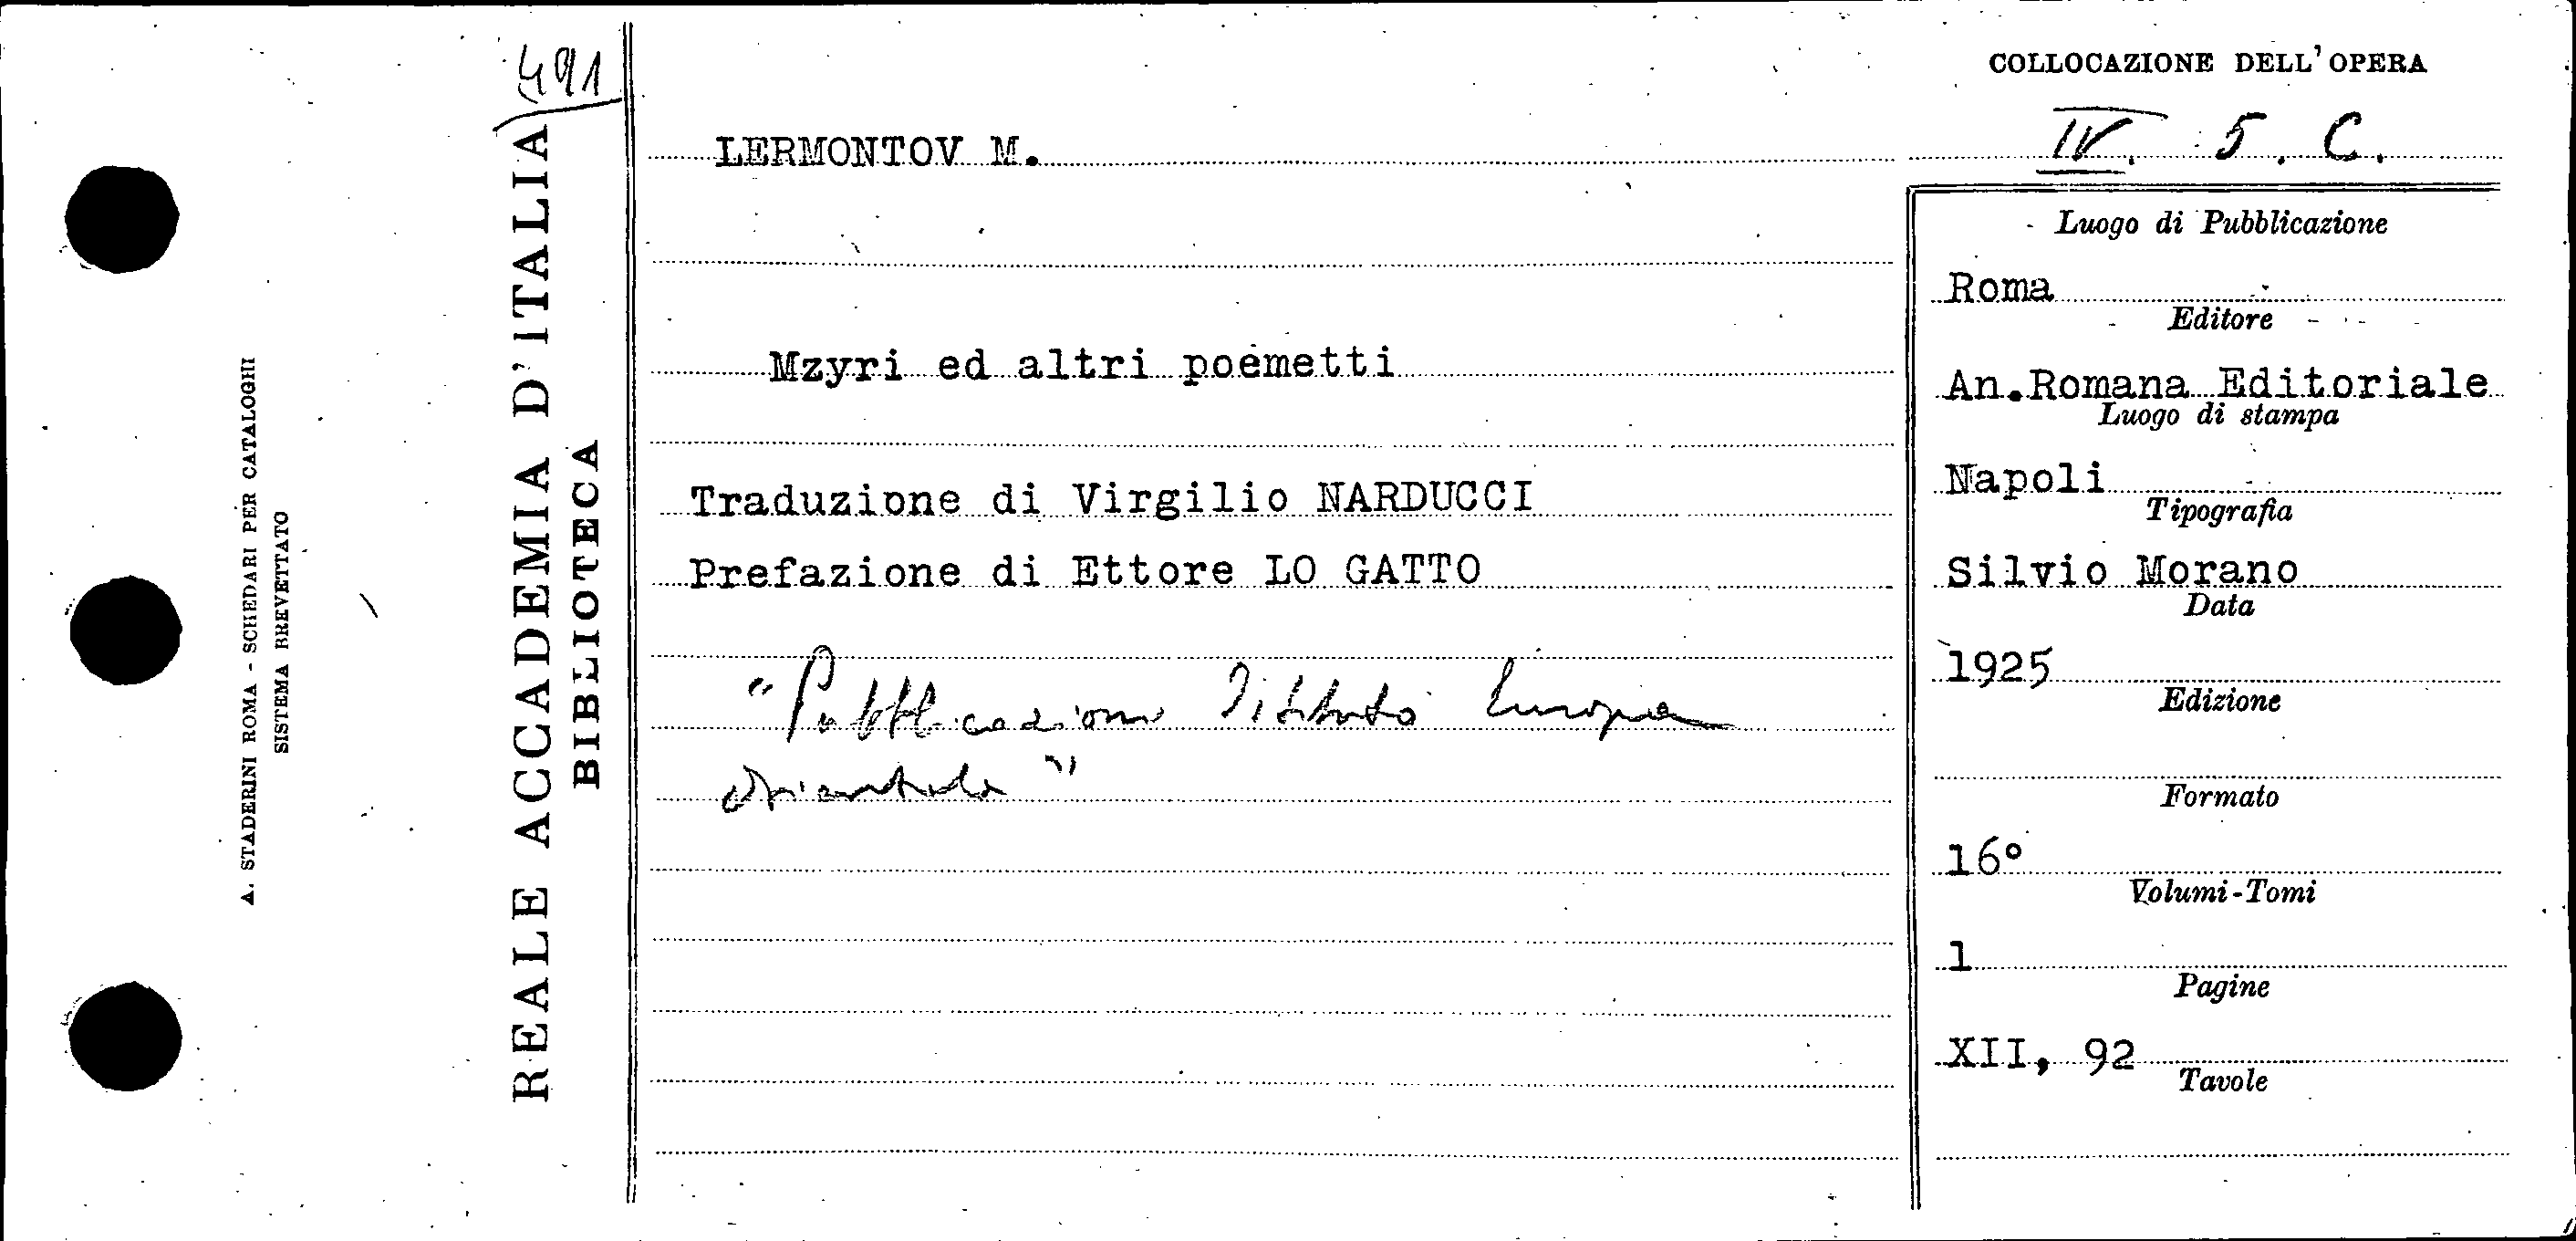 491
REALE ACCADEMIA D'ITALIA
BIBLIOTECA
A. STADERINI ROMA - SCHEDARI PER CATALOGHI
SISTEMA BREVETTATO
LERMONTOV M.
Mzyri ed altri poemetti
Traduzione di Virgilio NARDUCCI
Prefazione di Ettore LO GATTO
"Pubblicazione Istituto Europa
orientale"
COLLOCAZIONE DELL'OPERA
IV. 5. C.
Luogo di Pubblicazione
Roma
Editore
An.Romana Editoriale
Luogo di stampa
Napoli
Tipografia
Silvio Morano
Data
1925
Edizione
Formato
16°
Volumi-Tomi
1
Pagine
XII, 92
Tavole